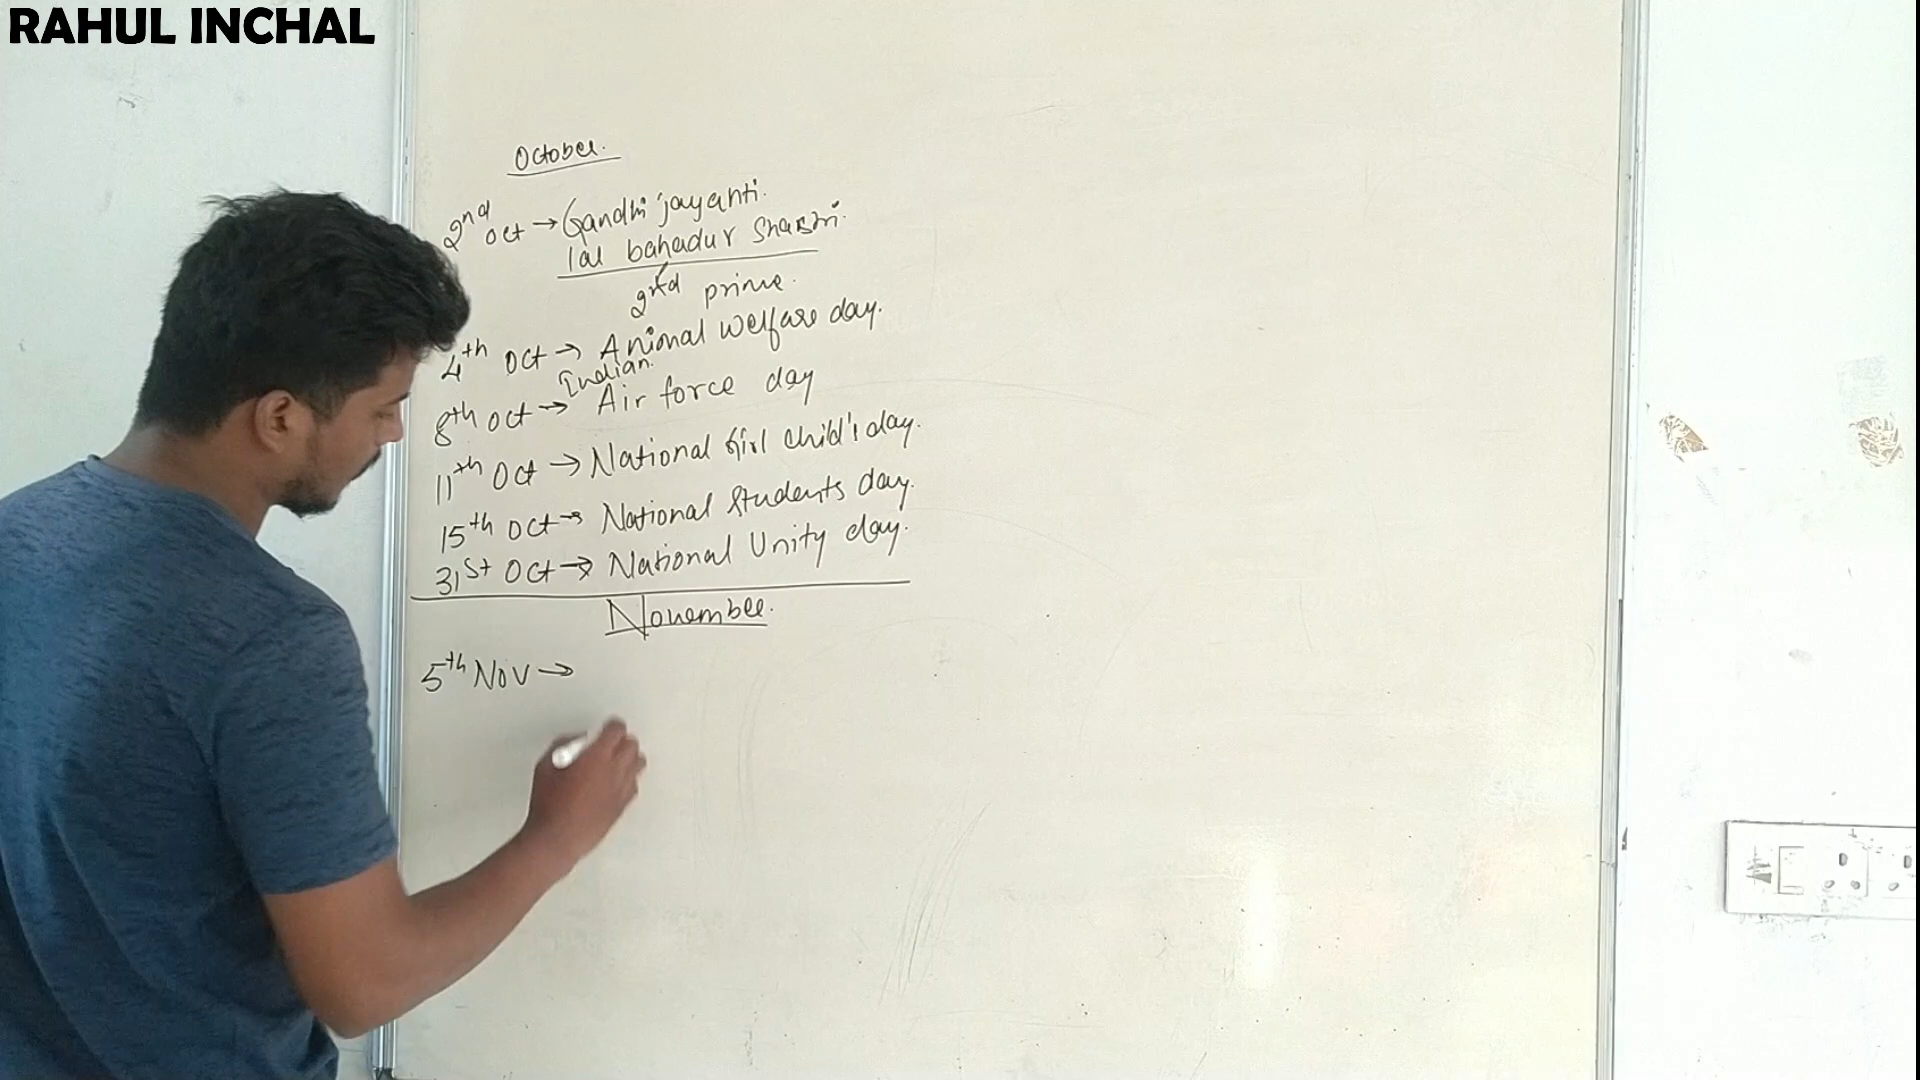 RAHUL INCHAL
October.
2nd Oct → Gandhi jayanti.
lal bahadur Shastri.
2nd prime.
4th Oct → Animal welfare day.
Indian.
8th Oct → Air force day
11th Oct → National Girl Child's day.
15th Oct → National Students day.
31st Oct → National Unity day.
November.
5th Nov →